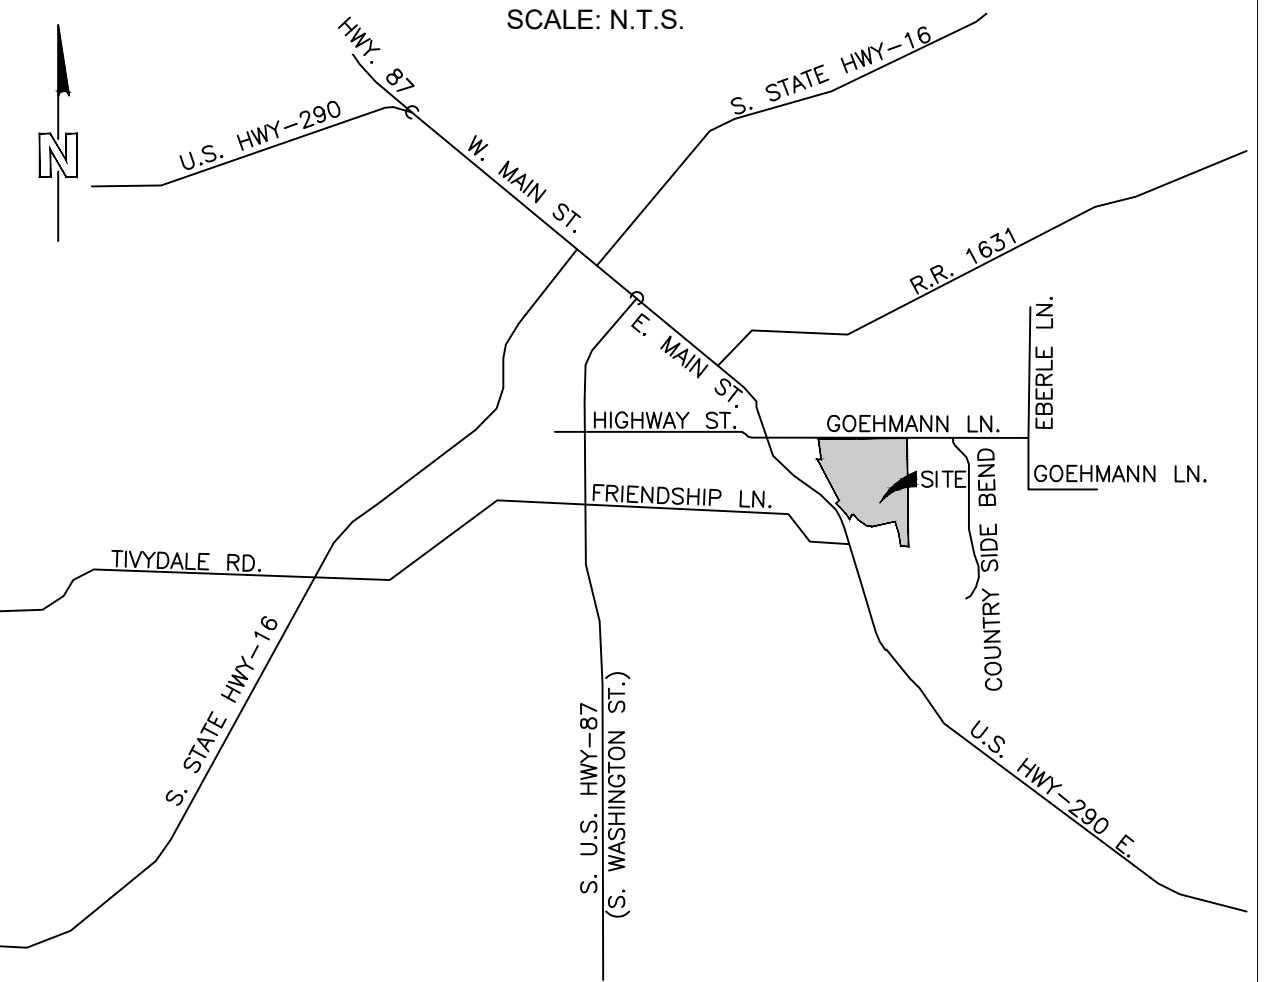 SCALE: N.T.S.
HWY. 87
S. STATE HWY-16
U.S. HWY-290
N
W. MAIN ST.
R.R. 1631
E. MAIN ST.
EBERLE LN.
HIGHWAY ST.
GOEHMANN LN.
GOEHMANN LN.
SITE
FRIENDSHIP LN.
COUNTRY SIDE BEND
TIVYDALE RD.
S. STATE HWY-16
S. U.S. HWY-87
(S. WASHINGTON ST.)
U.S. HWY-290 E.